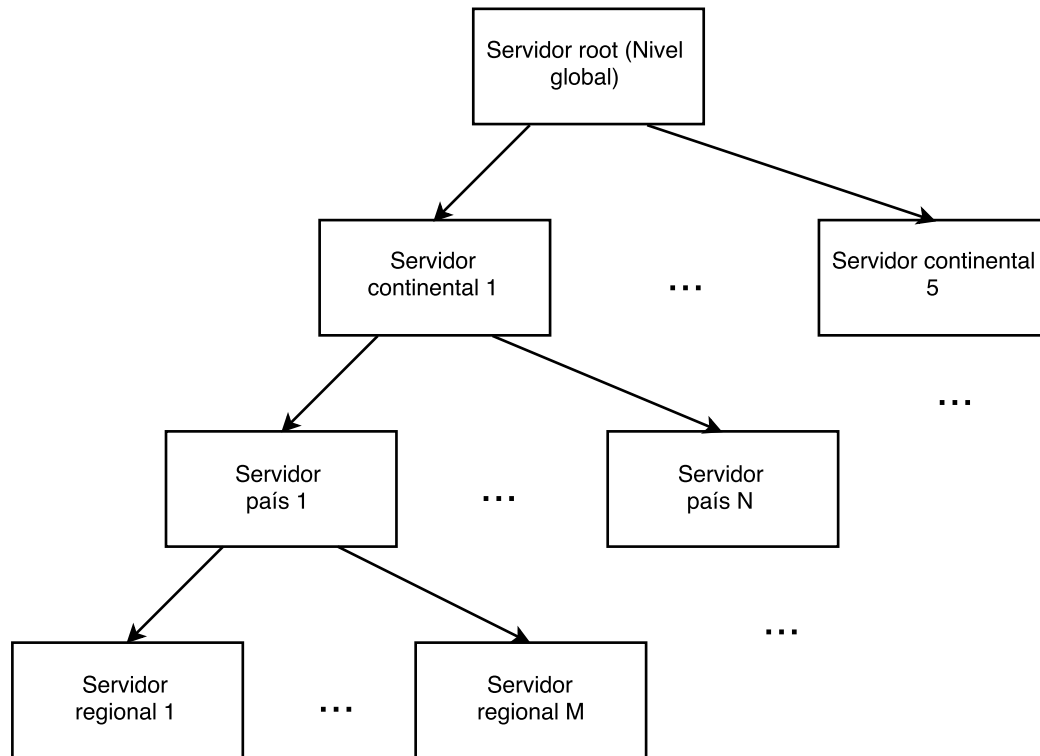 Servidor root (Nivel
global)
Servidor
continental 1
...
Servidor continental
5
...
Servidor
país 1
...
Servidor
país N
...
Servidor
regional 1
...
Servidor
regional M